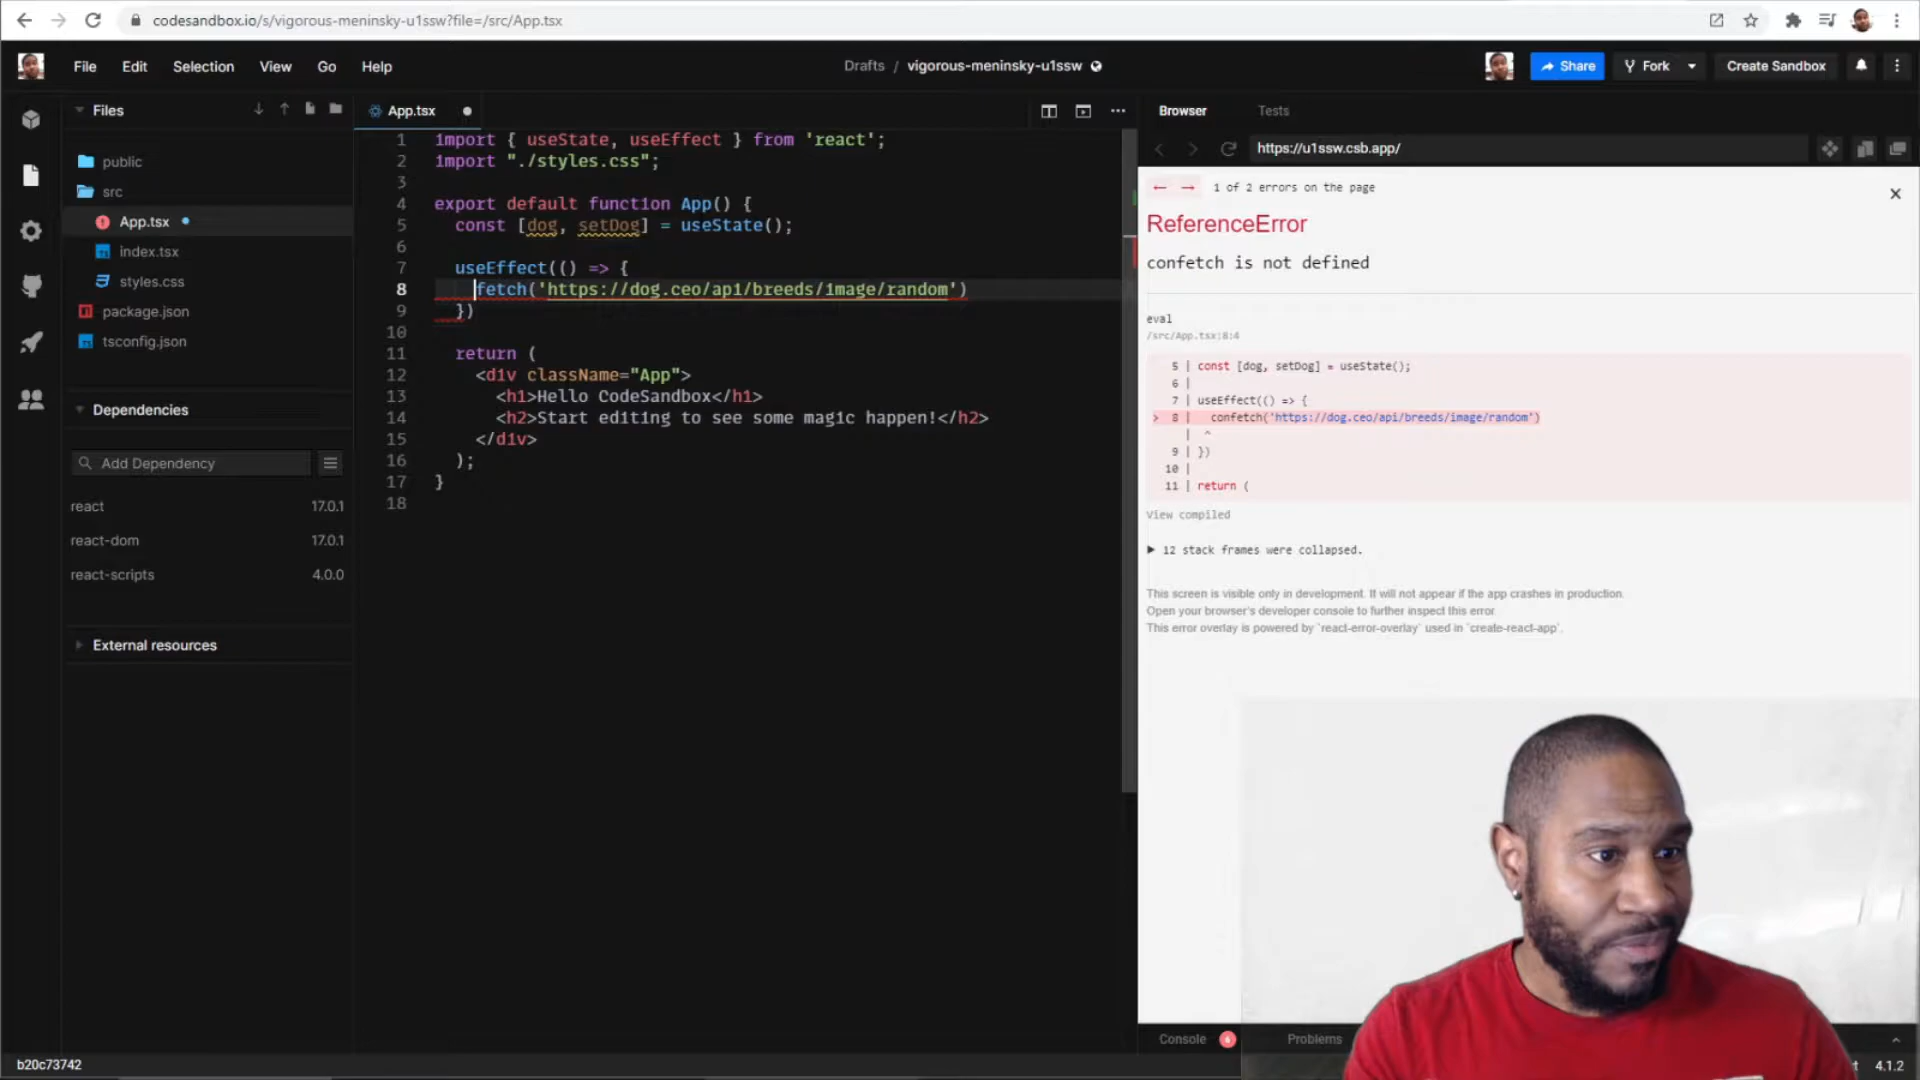 codesandbox.io/s/vigorous-meninsky-u1ssw?file=/src/App.tsx
File Edit Selection View Go Help
Drafts / vigorous-meninsky-u1ssw
Share Fork Create Sandbox
Files
public
src
App.tsx
index.tsx
styles.css
package.json
tsconfig.json
Dependencies
Add Dependency
react 17.0.1
react-dom 17.0.1
react-scripts 4.0.0
External resources
b20c73742
App.tsx
1 import { useState, useEffect } from 'react';
2 import "./styles.css";
3
4 export default function App() {
5 const [dog, setDog] = useState();
6
7 useEffect(() => {
8 fetch('https://dog.ceo/api/breeds/image/random')
9 })
10
11 return (
12 <div className="App">
13 <h1>Hello CodeSandbox</h1>
14 <h2>Start editing to see some magic happen!</h2>
15 </div>
16 );
17 }
18
Browser Tests
https://u1ssw.csb.app/
← → 1 of 2 errors on the page
ReferenceError
confetch is not defined
eval
/src/App.tsx:8:4
5 | const [dog, setDog] = useState();
6 |
7 | useEffect(() => {
> 8 | confetch('https://dog.ceo/api/breeds/image/random')
| ^
9 | })
10 |
11 | return (
View compiled
▶ 12 stack frames were collapsed.
This screen is visible only in development. It will not appear if the app crashes in production.
Open your browser's developer console to further inspect this error.
This error overlay is powered by `react-error-overlay` used in `create-react-app`.
Console Problems
4.1.2